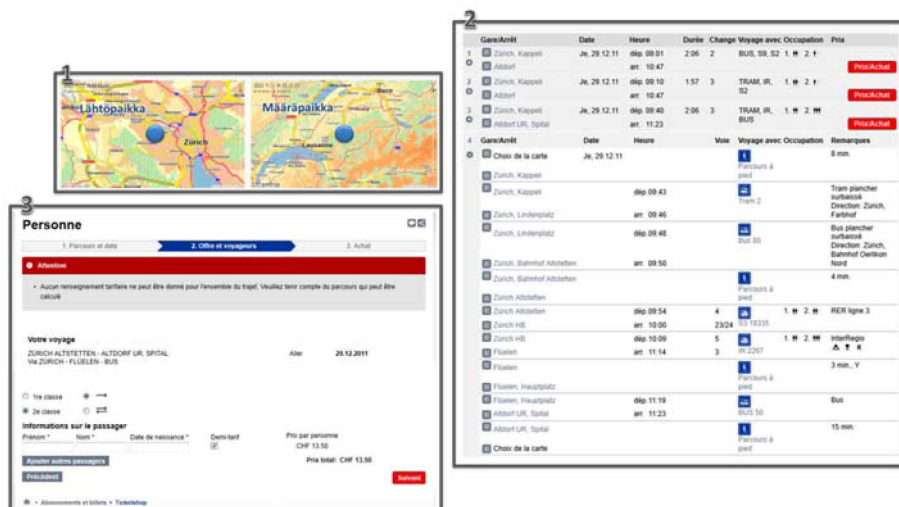 1
Lähtöpaikka
Zürich
Määräpaikka
Bern
Lausanne
2
Gare/Arrêt Date Heure Durée Change Voyage avec Occupation Prix
1 Zürich, Kappeli Je, 29.12.11 dép. 09:01 2:06 2 BUS, S9, S2 1. 2.
Altdorf arr. 10:47 Prix/Achat
2 Zürich, Kappeli Je, 29.12.11 dép. 09:10 1:57 3 TRAM, IR, S2 1. 2.
Altdorf arr. 10:47 Prix/Achat
3 Zürich, Kappeli Je, 29.12.11 dép. 09:40 2:06 3 TRAM, IR, BUS 1. 2.
Altdorf UR, Spital arr. 11:23 Prix/Achat
4 Gare/Arrêt Date Heure Voie Voyage avec Occupation Remarques
Choix de la carte Je, 29.12.11 Parcours à pied 8 min.
Zürich, Kappeli
Zürich, Kappeli dép 09:43 Tram 2 Tram plancher surbaissé Direction: Zürich, Farbhof
Zürich, Lindenplatz arr. 09:46
Zürich, Lindenplatz dép 09:48 Bus 80 Bus plancher surbaissé Direction: Zürich, Bahnhof Oerlikon Nord
Zürich, Bahnhof Altstetten arr. 09:50
Zürich, Bahnhof Altstetten Parcours à pied 4 min.
Zürich Altstetten
Zürich Altstetten dép 09:54 4 S3 18335 1. 2. RER ligne 3
Zürich HB arr. 10:00 23/24
Zürich HB dép 10:09 5 IR 2267 1. 2. InterRegio
Flüelen arr. 11:14 3
Flüelen Parcours à pied 3 min., Y
Flüelen, Hauptplatz
Flüelen, Hauptplatz dép 11:19 BUS 50 Bus
Altdorf UR, Spital arr. 11:23
Altdorf UR, Spital Parcours à pied 15 min.
Choix de la carte
3
Personne
1. Parcours et date 2. Offre et voyageurs 3. Achat
Attention
Aucun renseignement tarifaire ne peut être donné pour l'ensemble du trajet. Veuillez tenir compte du parcours qui peut être
calculé
Votre voyage
ZÜRICH ALTSTETTEN - ALTDORF UR, SPITAL Aller 29.12.2011
Via ZÜRICH - FLÜELEN - BUS
1re classe
2e classe
Informations sur le passager
Prénom * Nom * Date de naissance * Demi-tarif Prix par personne
CHF 13.50
Ajouter autres passagers Prix total: CHF 13.50
Précédent Suivant
Abonnements et billets • Ticketshop